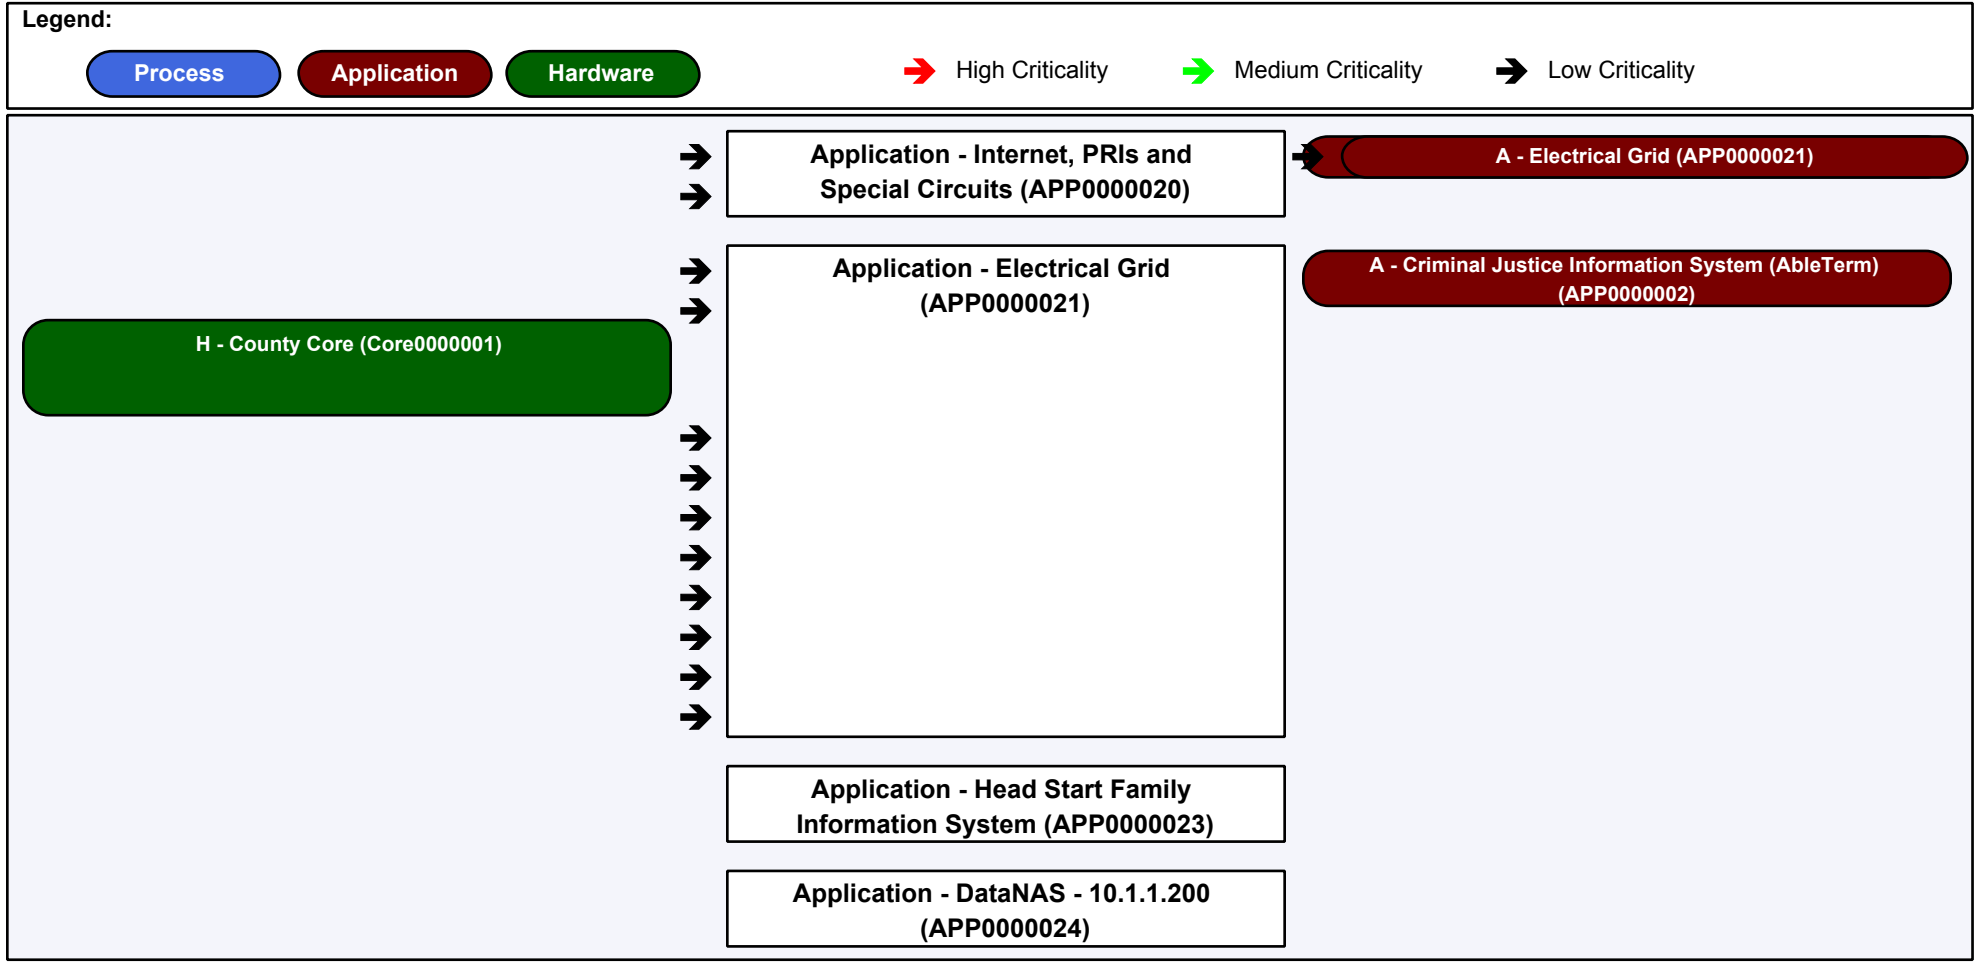 Legend:
Process
Application
Hardware
High Criticality
Medium Criticality
Low Criticality
Application - Internet, PRIs and
Special Circuits (APP0000020)
A - Electrical Grid (APP0000021)
Application - Electrical Grid
(APP0000021)
A - Criminal Justice Information System (AbleTerm)
(APP0000002)
H - County Core (Core0000001)
Application - Head Start Family
Information System (APP0000023)
Application - DataNAS - 10.1.1.200
(APP0000024)